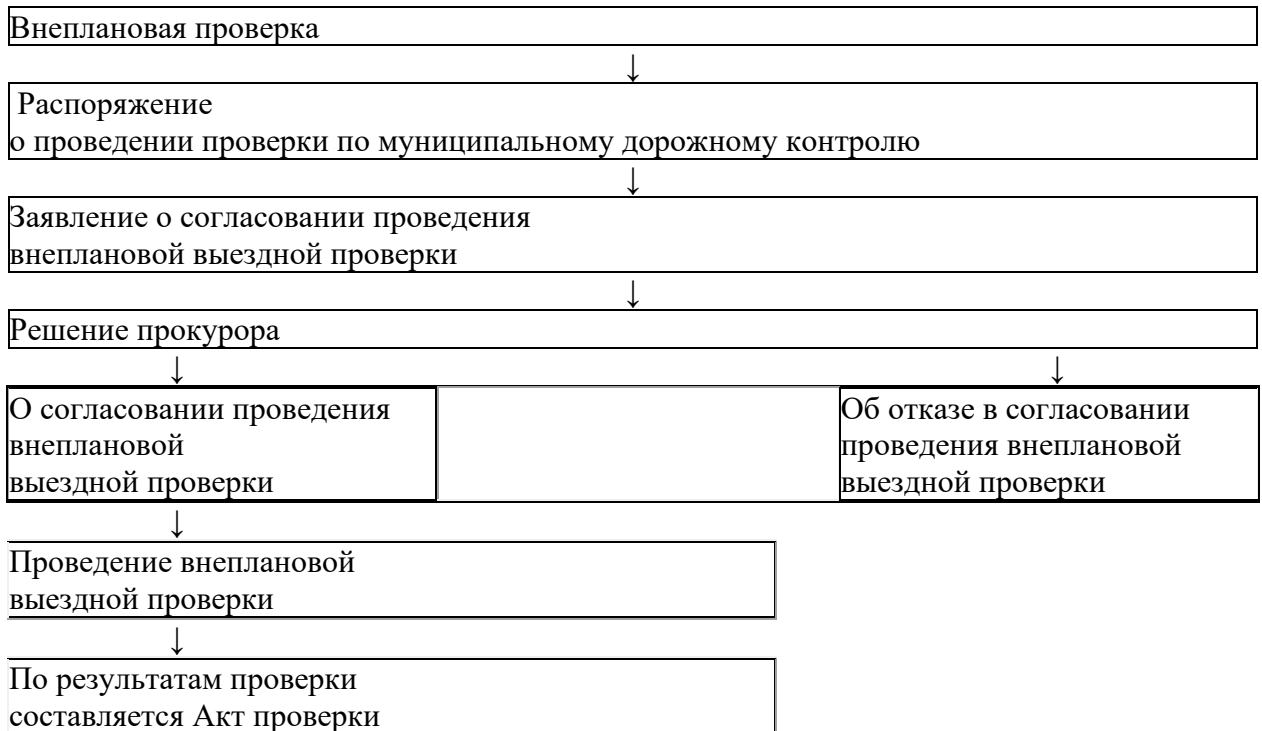 Внеплановая проверка
↓
Распоряжение
о проведении проверки по муниципальному дорожному контролю
↓
Заявление о согласовании проведения
внеплановой выездной проверки
↓
Решение прокурора
↓ ↓
О согласовании проведения
внеплановой
выездной проверки
Об отказе в согласовании
проведения внеплановой
выездной проверки
↓
Проведение внеплановой
выездной проверки
↓
По результатам проверки
составляется Акт проверки